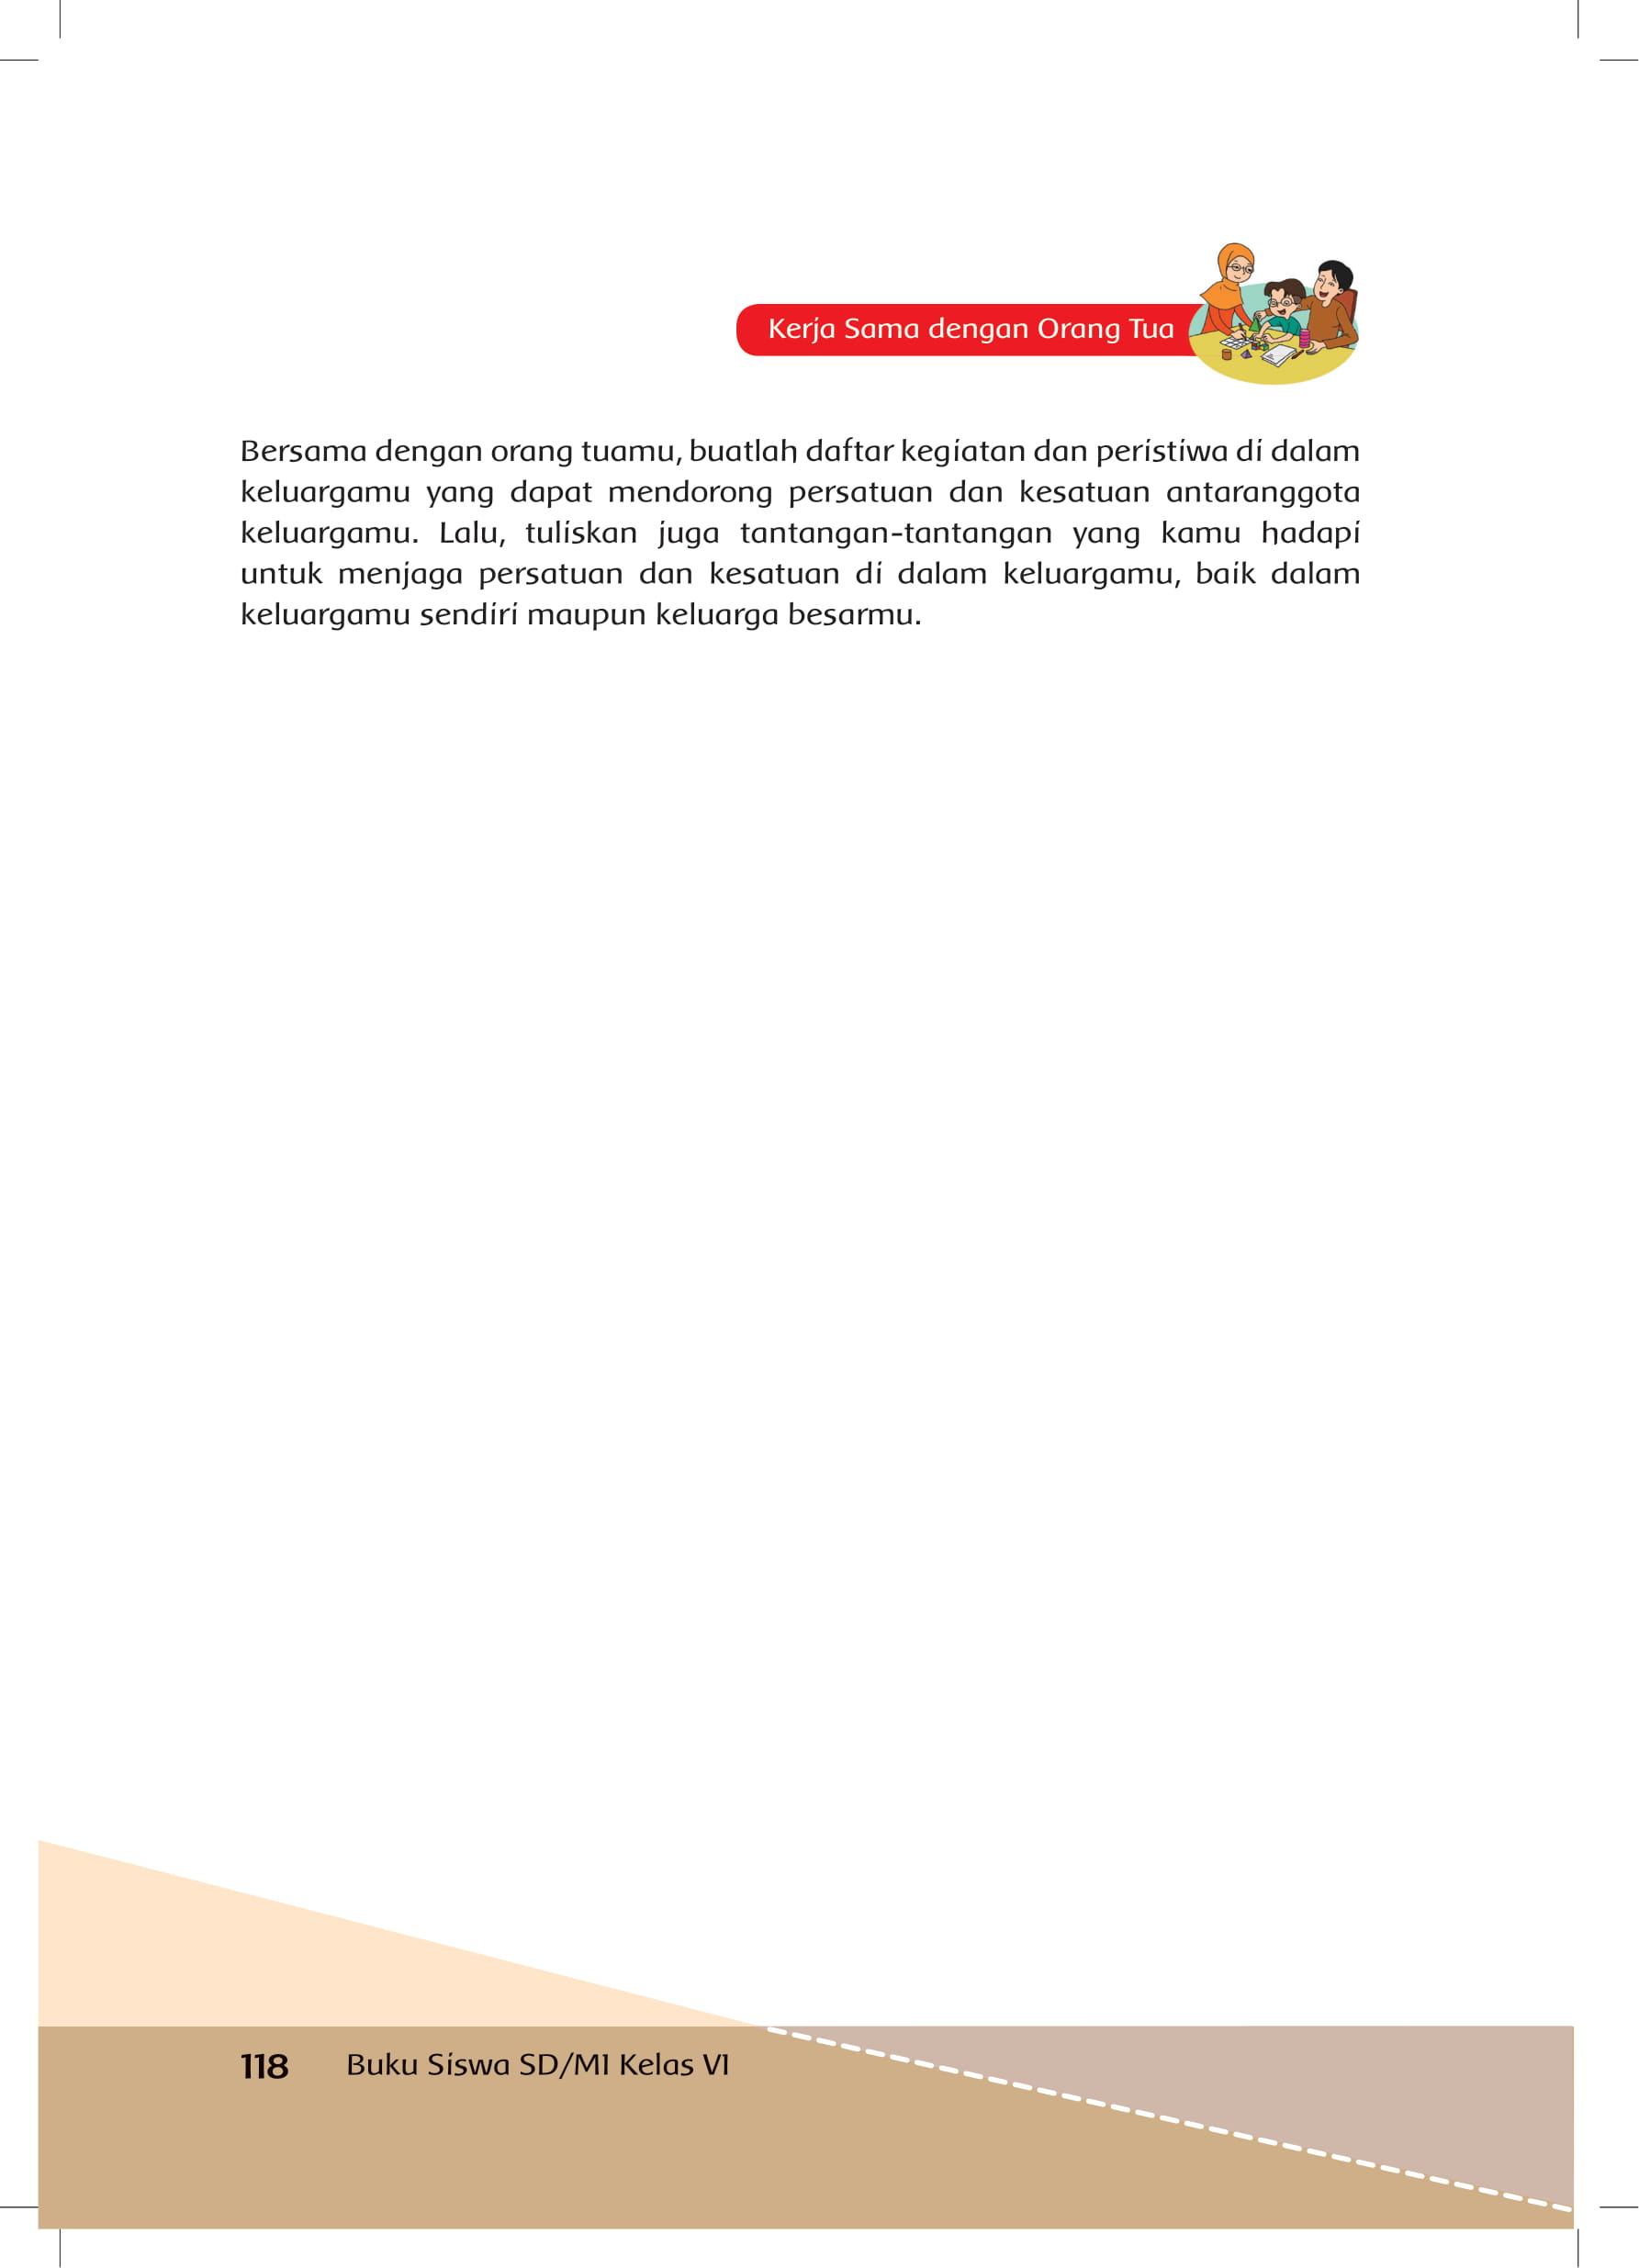 Kerja Sama dengan Orang Tua
Bersama dengan orang tuamu, buatlah daftar kegiatan dan peristiwa di dalam
keluargamu yang dapat mendorong persatuan dan kesatuan antaranggota
keluargamu. Lalu, tuliskan juga tantangan-tantangan yang kamu hadapi
untuk menjaga persatuan dan kesatuan di dalam keluargamu, baik dalam
keluargamu sendiri maupun keluarga besarmu.
118 Buku Siswa SD/MI Kelas VI